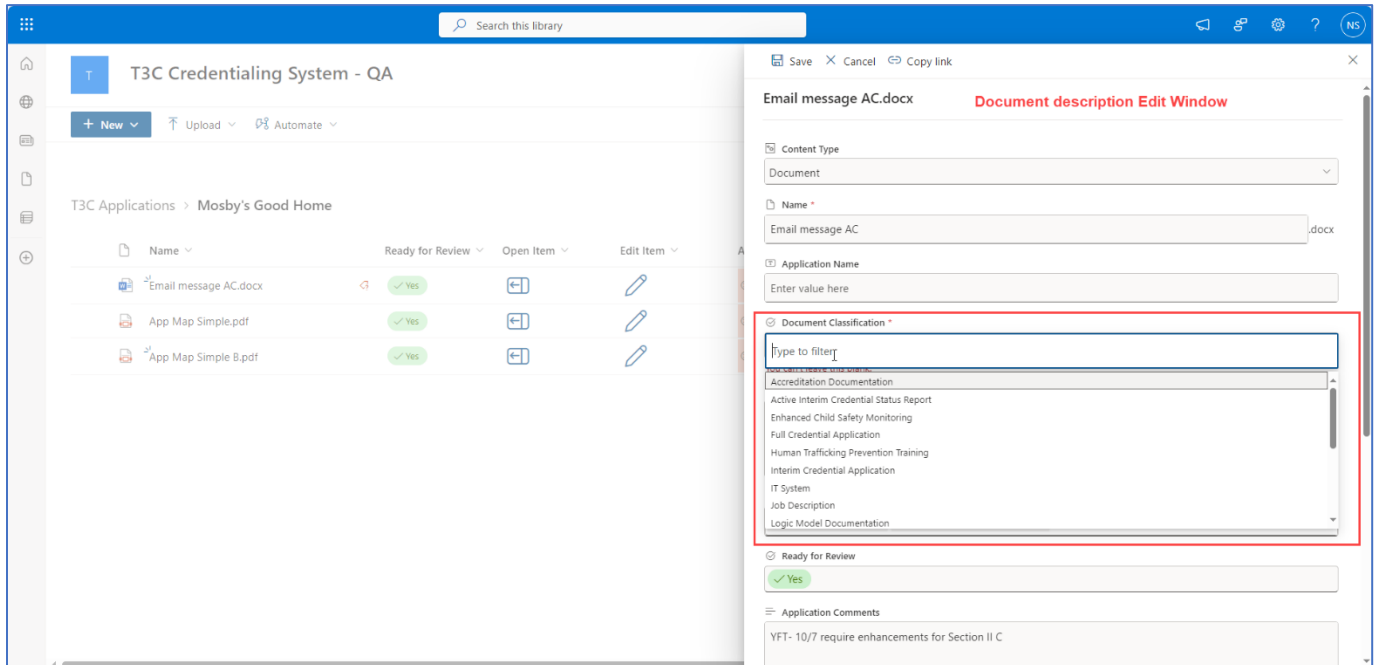 Search this library
?
NS
T
T3C Credentialing System - QA
+ New
Upload
Automate
T3C Applications > Mosby's Good Home
Name
Ready for Review
Open Item
Edit Item
A
Email message AC.docx
Yes
App Map Simple.pdf
Yes
App Map Simple B.pdf
Yes
Save
Cancel
Copy link
Email message AC.docx
Document description Edit Window
Content Type
Document
Name *
Email message AC
.docx
Application Name
Enter value here
Document Classification *
Type to filter
You can't leave this blank.
Accreditation Documentation
Active Interim Credential Status Report
Enhanced Child Safety Monitoring
Full Credential Application
Human Trafficking Prevention Training
Interim Credential Application
IT System
Job Description
Logic Model Documentation
Ready for Review
Yes
Application Comments
YFT- 10/7 require enhancements for Section II C